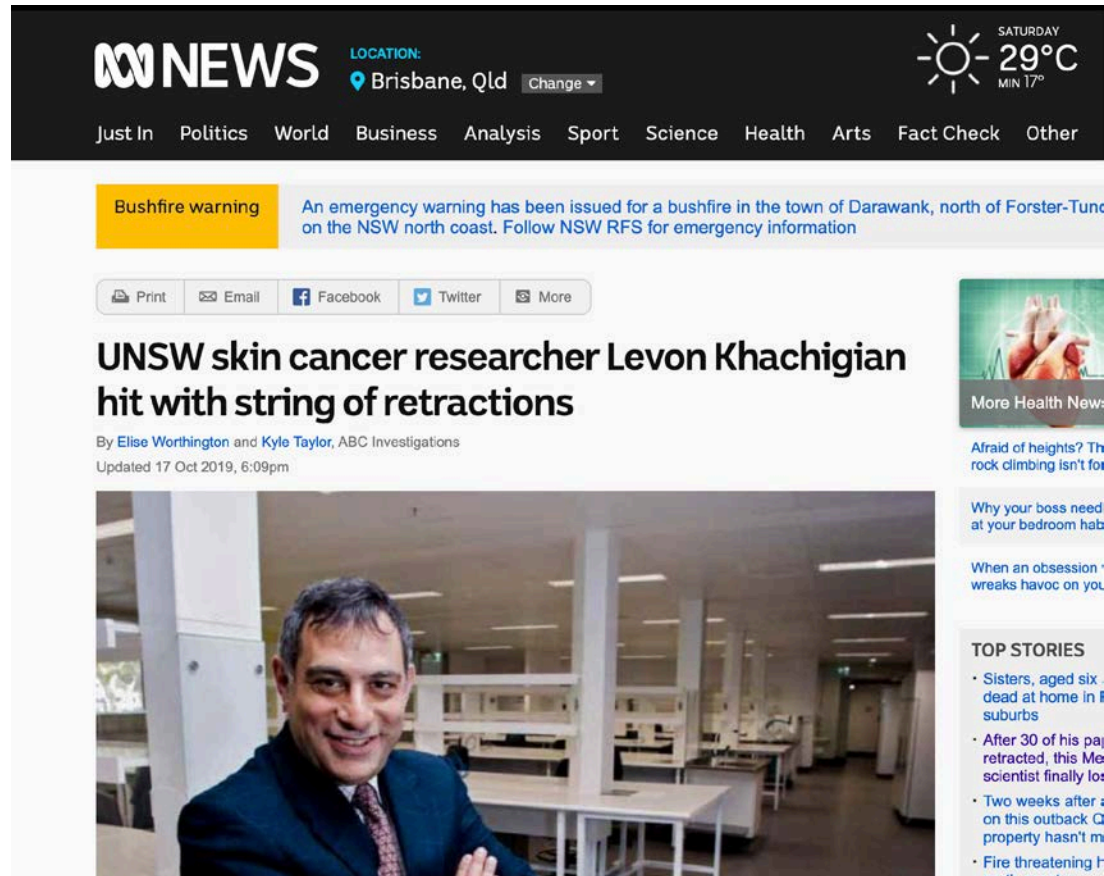 NEWS
LOCATION:
Brisbane, Qld Change
SATURDAY
29°C
MIN 17°
Just In Politics World Business Analysis Sport Science Health Arts Fact Check Other
Bushfire warning
An emergency warning has been issued for a bushfire in the town of Darawank, north of Forster-Tunc
on the NSW north coast. Follow NSW RFS for emergency information
Print Email Facebook Twitter More
UNSW skin cancer researcher Levon Khachigian
hit with string of retractions
By Elise Worthington and Kyle Taylor, ABC Investigations
Updated 17 Oct 2019, 6:09pm
More Health News
Afraid of heights? Th
rock climbing isn't for
Why your boss need
at your bedroom hab
When an obsession
wreaks havoc on you
TOP STORIES
Sisters, aged six
dead at home in
suburbs
After 30 of his pap
retracted, this Me
scientist finally los
Two weeks after a
on this outback Q
property hasn't m
Fire threatening h